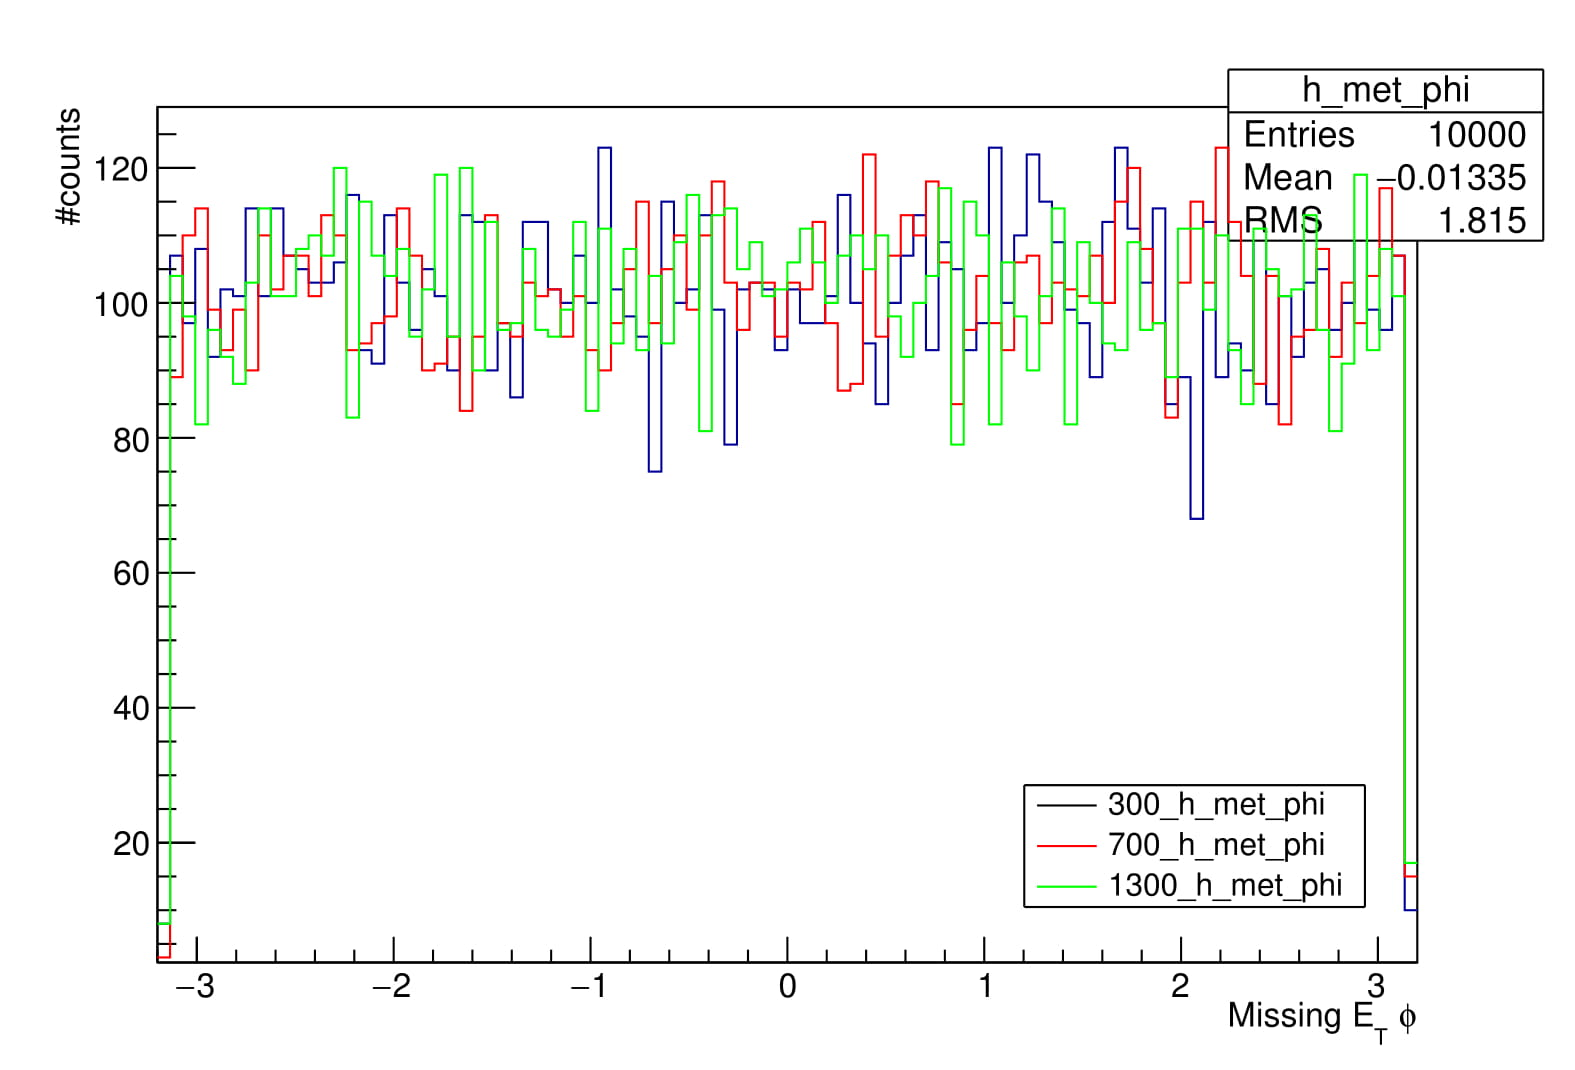 h_met_phi
Entries 10000
Mean −0.01335
RMS 1.815
#counts
120
100
80
60
40
20
300_h_met_phi
700_h_met_phi
1300_h_met_phi
−3 −2 −1 0 1 2 3
Missing E_T ϕ